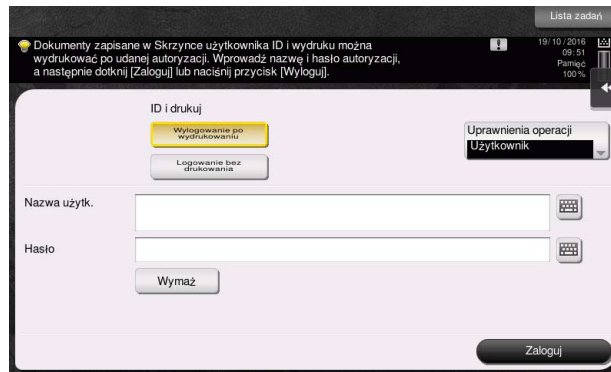 Lista zadań
Dokumenty zapisane w Skrzynce użytkownika ID i wydruku można
wydrukować po udanej autoryzacji. Wprowadź nazwę i hasło autoryzacji,
a następnie dotknij [Zaloguj] lub naciśnij przycisk [Wyloguj].
19/10/2016
09:51
Pamięć
100%
ID i drukuj
Wylogowanie po
wydrukowaniu
Logowanie bez
drukowania
Uprawnienia operacji
Użytkownik
Nazwa użytk.
Hasło
Wymaż
Zaloguj